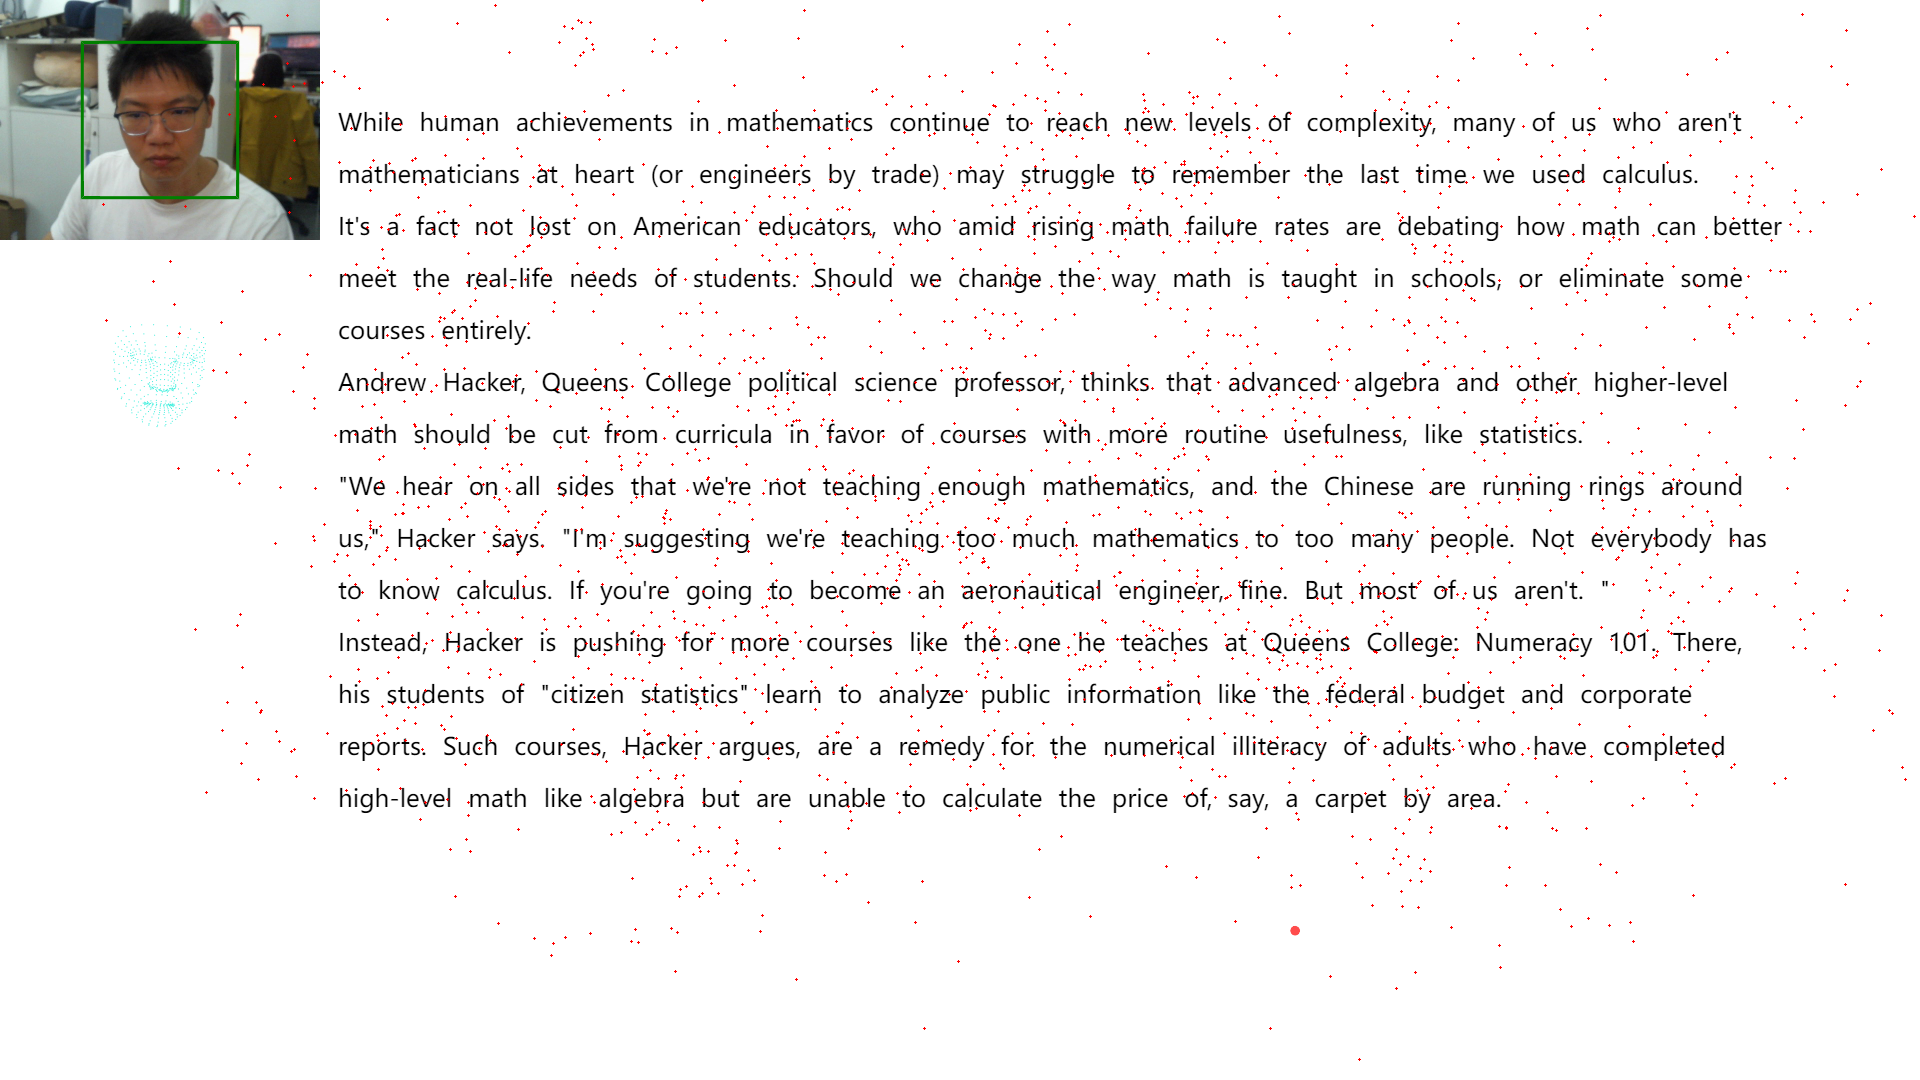 While human achievements in mathematics continue to reach new levels of complexity, many of us who aren't
mathematicians at heart (or engineers by trade) may struggle to remember the last time we used calculus.
It's a fact not lost on American educators, who amid rising math failure rates are debating how math can better
meet the real-life needs of students. Should we change the way math is taught in schools, or eliminate some
courses entirely.
Andrew Hacker, Queens College political science professor, thinks that advanced algebra and other higher-level
math should be cut from curricula in favor of courses with more routine usefulness, like statistics.
"We hear on all sides that we're not teaching enough mathematics, and the Chinese are running rings around
us," Hacker says. "I'm suggesting we're teaching too much mathematics to too many people. Not everybody has
to know calculus. If you're going to become an aeronautical engineer, fine. But most of us aren't. "
Instead, Hacker is pushing for more courses like the one he teaches at Queens College: Numeracy 101. There,
his students of "citizen statistics" learn to analyze public information like the federal budget and corporate
reports. Such courses, Hacker argues, are a remedy for the numerical illiteracy of adults who have completed
high-level math like algebra but are unable to calculate the price of, say, a carpet by area.